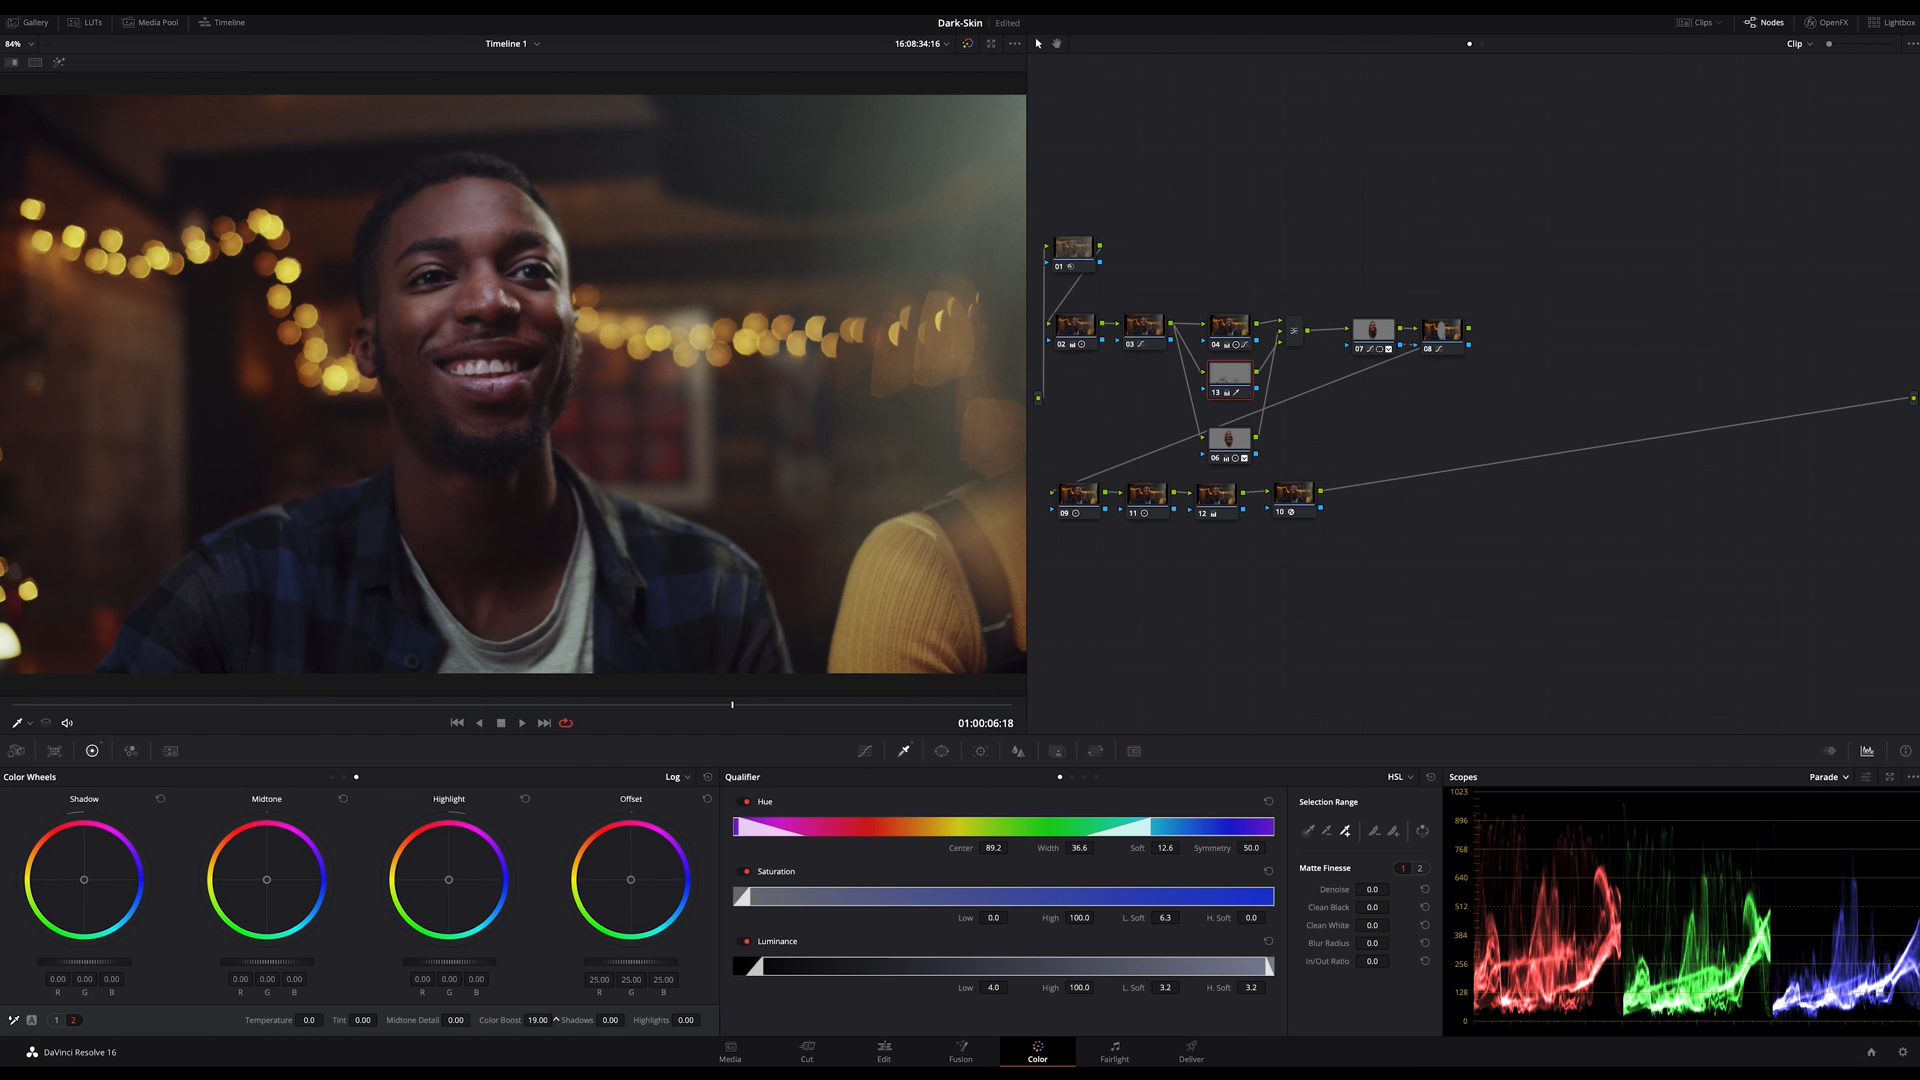 Gallery LUTs Media Pool Timeline Dark-Skin Edited Clips Nodes OpenFX Lightbox
84% Timeline 1 16:08:34:16 Clip
01
02 03 04 07 08
13
06
09 11 12 10
01:00:06:18
Color Wheels Log Qualifier HSL Scopes Parade
Shadow Midtone Highlight Offset
Hue
Center 89.2 Width 36.6 Soft 12.6 Symmetry 50.0
Saturation
Low 0.0 High 100.0 L. Soft 6.3 H. Soft 0.0
Luminance
Low 4.0 High 100.0 L. Soft 3.2 H. Soft 3.2
Selection Range
Matte Finesse 1 2
Denoise 0.0
Clean Black 0.0
Clean White 0.0
Blur Radius 0.0
In/Out Ratio 0.0
1023
896
768
640
512
384
256
128
0
0.00 0.00 0.00 0.00 0.00 0.00 0.00 0.00 0.00 25.00 25.00 25.00
R G B R G B R G B R G B
A 1 2 Temperature 0.0 Tint 0.00 Midtone Detail 0.00 Color Boost 19.00 Shadows 0.00 Highlights 0.00
DaVinci Resolve 16 Media Cut Edit Fusion Color Fairlight Deliver